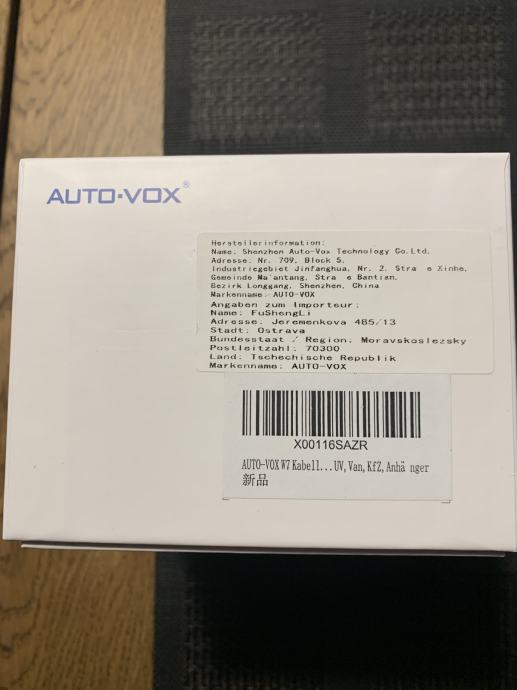 AUTO-VOX®
Herstellerinformation:
Name: Shenzhen Auto-Vox Technology Co.Ltd.
Adresse: Nr. 709, Block 5,
Industriegebiet Jinfanghua, Nr. 2, Stra e Xinhe,
Gemeinde Ma'antang, Stra e Bantian,
Bezirk Longgang, Shenzhen, China
Markenname: AUTO-VOX
Angaben zum Importeur:
Name: FuShengLi
Adresse: Jeremenkova 485/13
Stadt: Ostrava
Bundesstaat / Region: Moravskoslezsky
Postleitzahl: 70300
Land: Tschechische Republik
Markenname: AUTO-VOX
X00116SAZR
AUTO-VOX W7 Kabell...UV,Van,KfZ,Anhä nger
新品